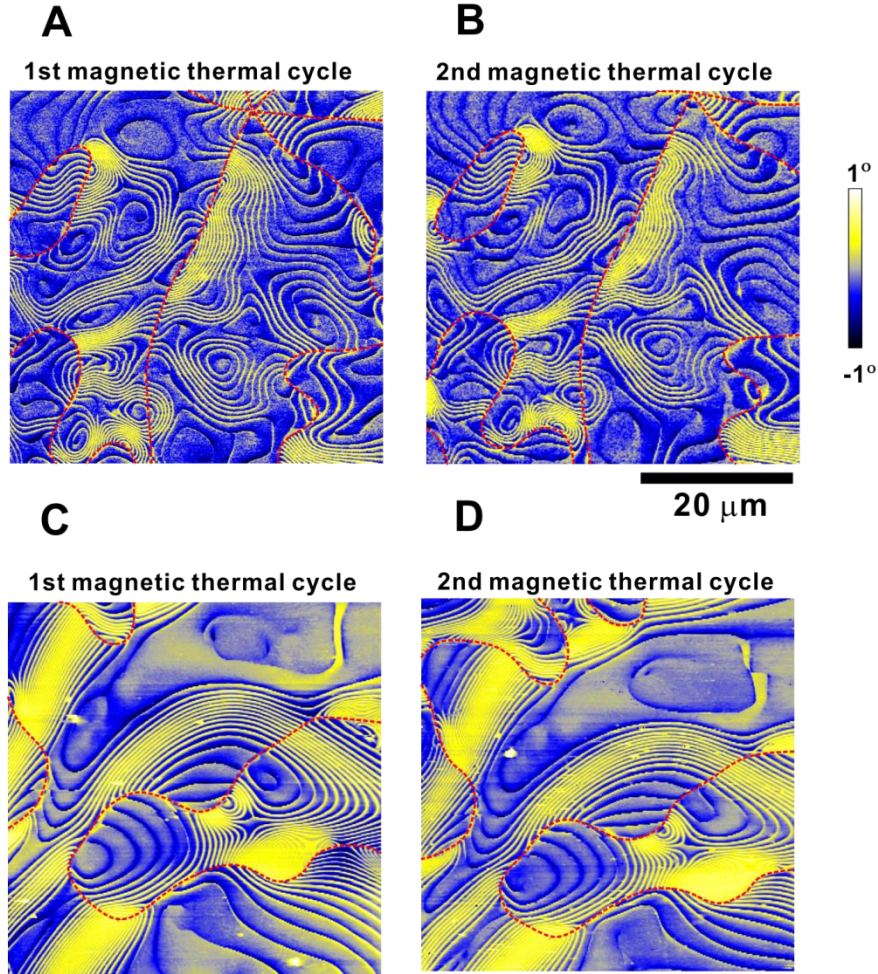 A
B
1st magnetic thermal cycle
2nd magnetic thermal cycle
1°
-1°
20 μm
C
D
1st magnetic thermal cycle
2nd magnetic thermal cycle